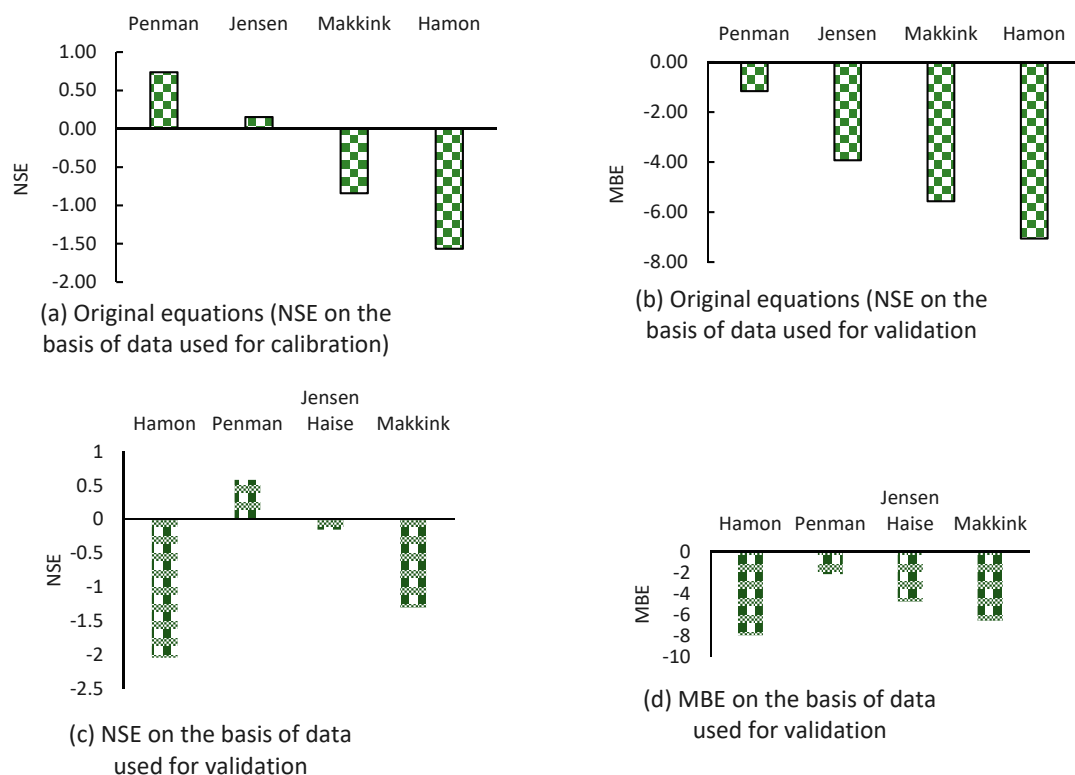 Penman Jensen Makkink Hamon
1.00
0.50
0.00
-0.50
-1.00
-1.50
-2.00
NSE
(a) Original equations (NSE on the
basis of data used for calibration)
Penman Jensen Makkink Hamon
0.00
-2.00
-4.00
-6.00
-8.00
MBE
(b) Original equations (NSE on the
basis of data used for validation
Jensen
Hamon Penman Haise Makkink
1
0.5
0
-0.5
-1
-1.5
-2
-2.5
NSE
(c) NSE on the basis of data
used for validation
Jensen
Hamon Penman Haise Makkink
0
-2
-4
-6
-8
-10
MBE
(d) MBE on the basis of data
used for validation